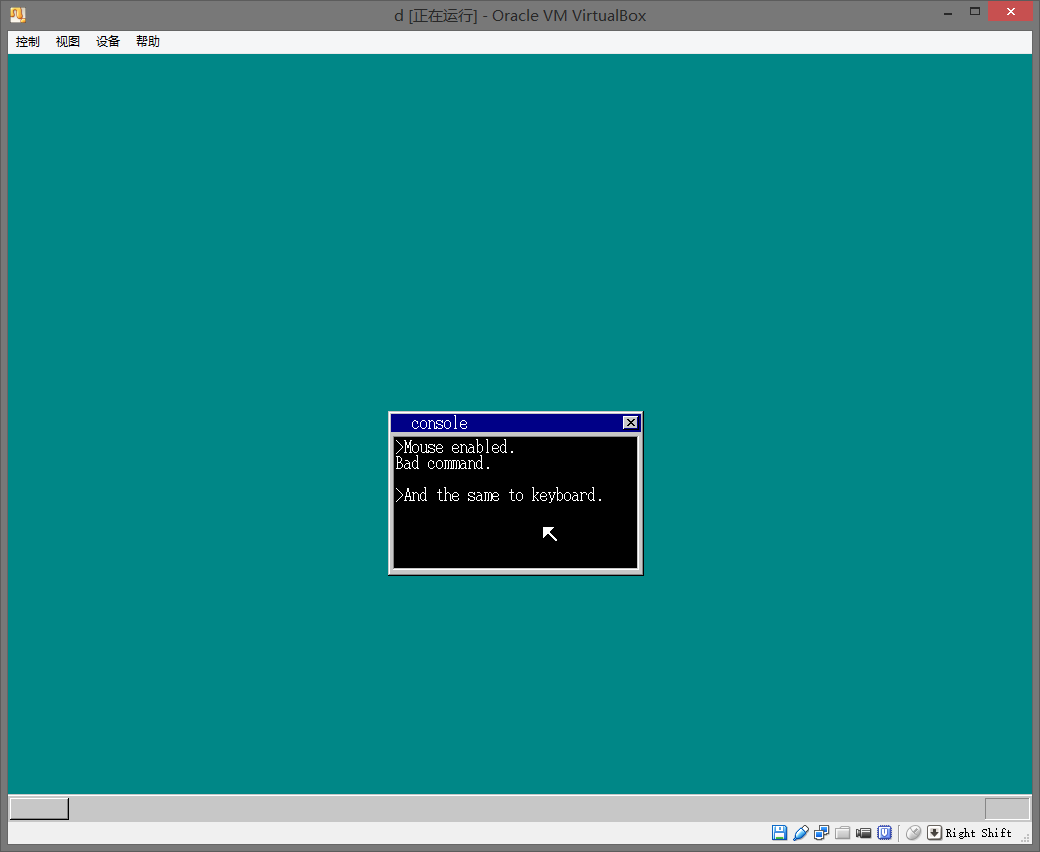 d [正在运行] - Oracle VM VirtualBox
控制 视图 设备 帮助
console
>Mouse enabled.
Bad command.
>And the same to keyboard.
Right Shift